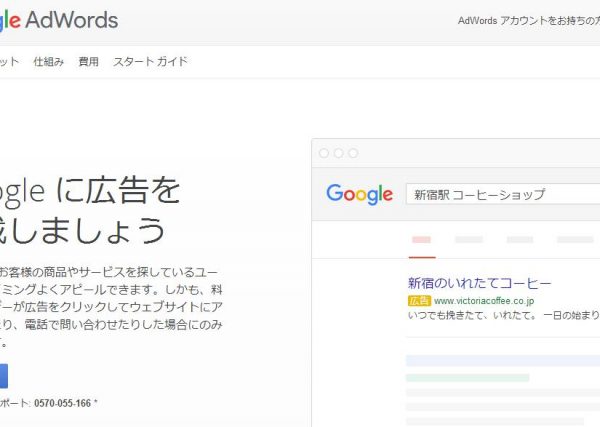 gle AdWords
AdWords アカウントをお持ちの方
ット 仕組み 費用 スタート ガイド
ogle に広告を
載しましょう
お客様の商品やサービスを探しているユー
イミングよくアピールできます。しかも、料
ザーが広告をクリックしてウェブサイトにア
たり、電話で問い合わせたりした場合にのみ
す。
ポート: 0570-055-166 *
Google 新宿駅 コーヒーショップ
新宿のいれたてコーヒー
広告 www.victoriacoffee.co.jp
いつでも挽きたて、いれたて。 一日の始まり